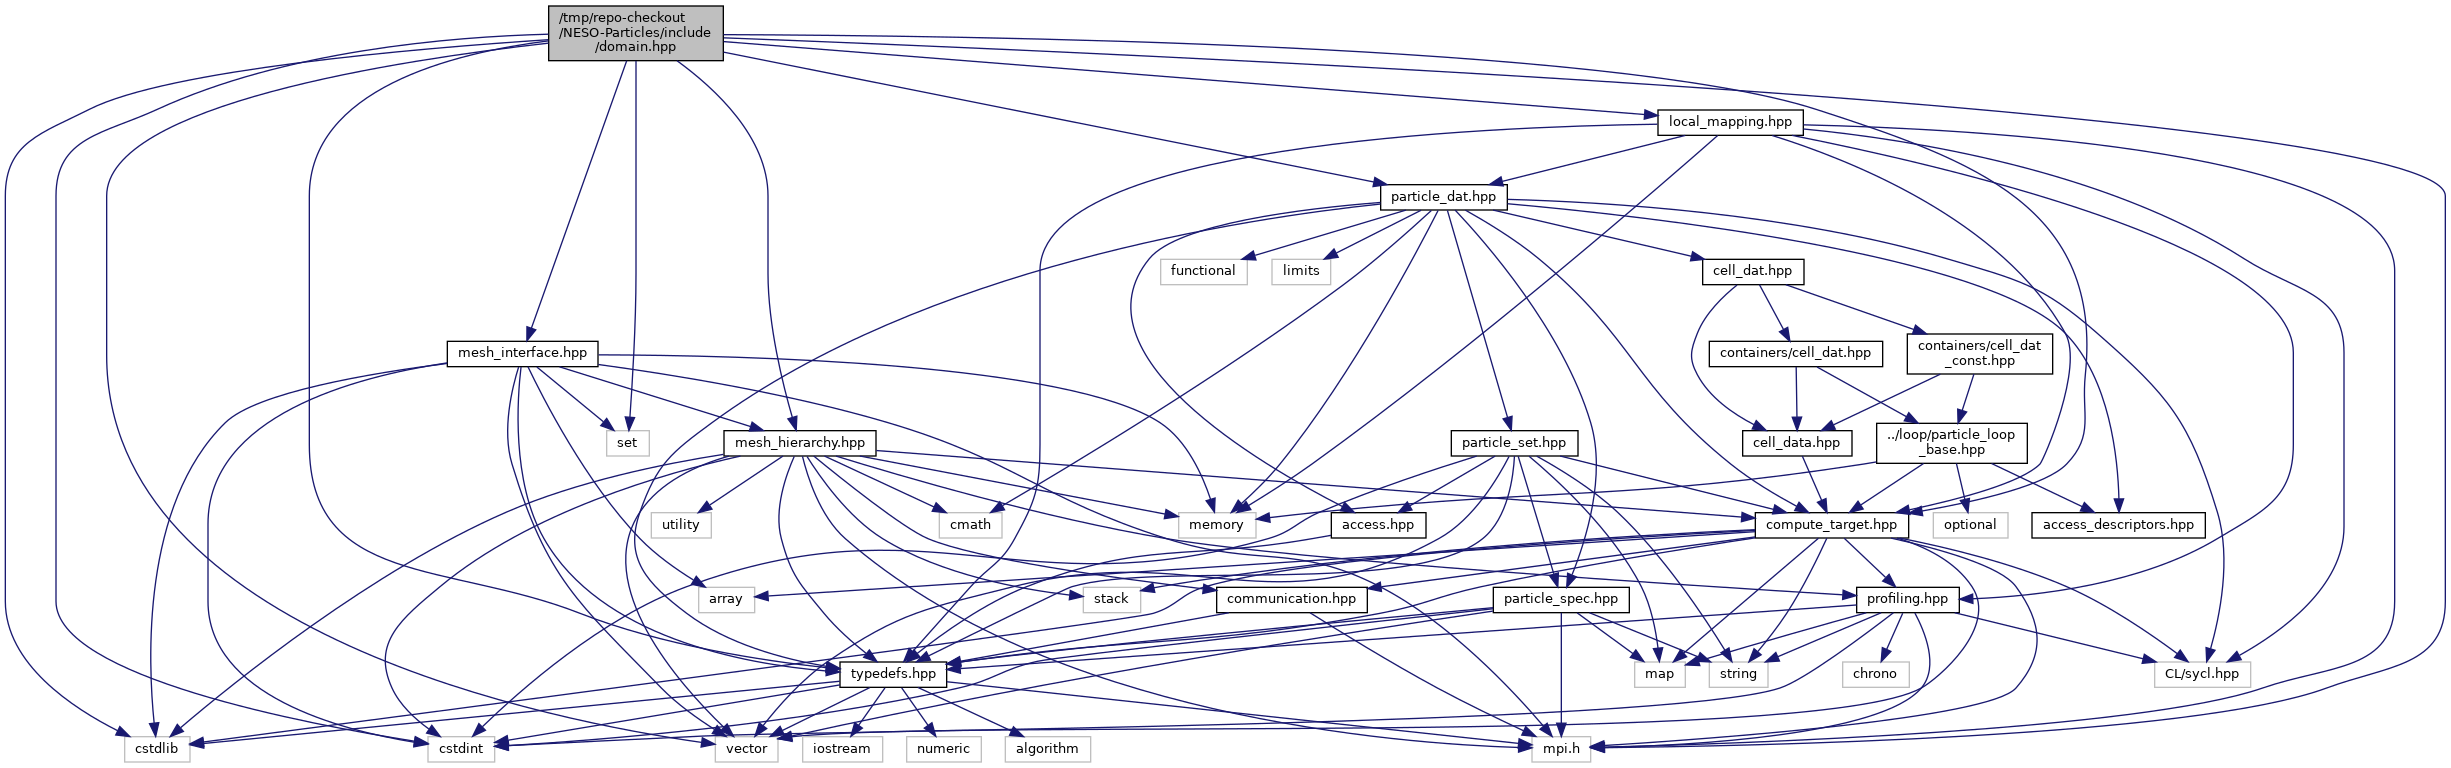 /tmp/repo-checkout
/NESO-Particles/include
/domain.hpp
local_mapping.hpp
particle_dat.hpp
functional
limits
cell_dat.hpp
mesh_interface.hpp
containers/cell_dat.hpp
containers/cell_dat
_const.hpp
set
mesh_hierarchy.hpp
particle_set.hpp
cell_data.hpp
../loop/particle_loop
_base.hpp
utility
cmath
memory
access.hpp
compute_target.hpp
optional
access_descriptors.hpp
array
stack
communication.hpp
particle_spec.hpp
profiling.hpp
typedefs.hpp
map
string
chrono
CL/sycl.hpp
cstdlib
cstdint
vector
iostream
numeric
algorithm
mpi.h